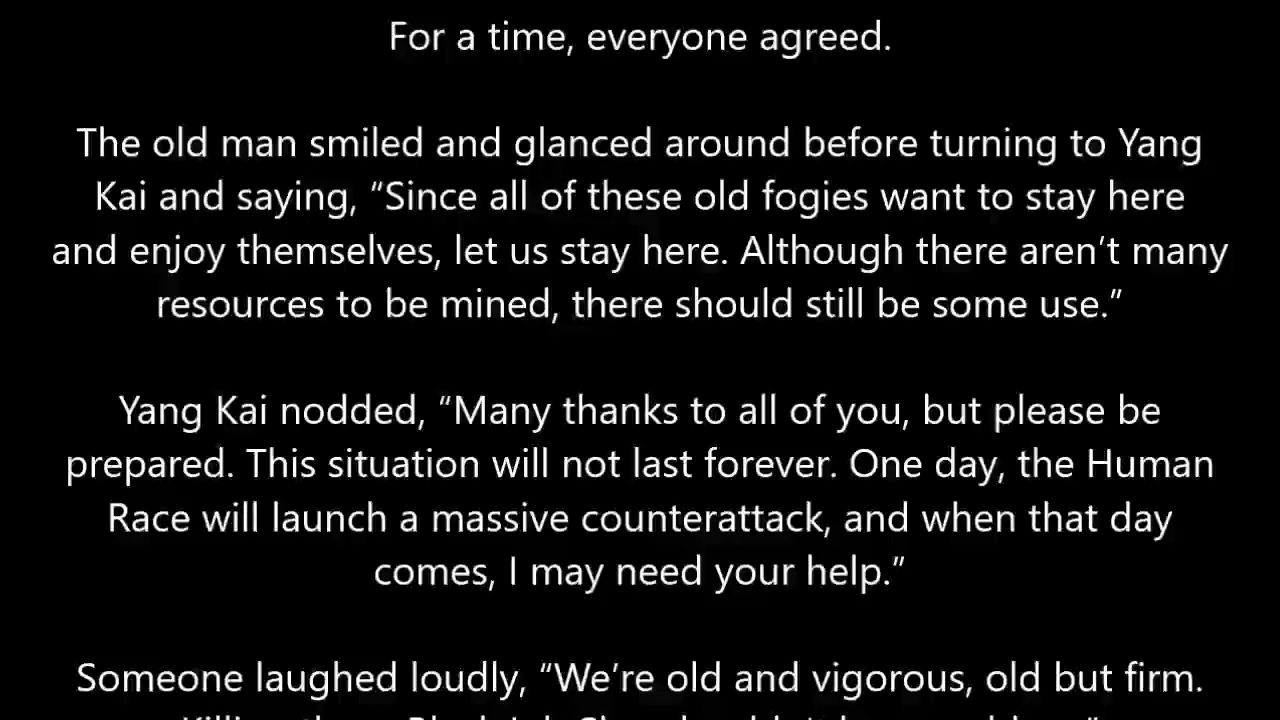 For a time, everyone agreed.
The old man smiled and glanced around before turning to Yang
Kai and saying, “Since all of these old fogies want to stay here
and enjoy themselves, let us stay here. Although there aren’t many
resources to be mined, there should still be some use.”
Yang Kai nodded, “Many thanks to all of you, but please be
prepared. This situation will not last forever. One day, the Human
Race will launch a massive counterattack, and when that day
comes, I may need your help.”
Someone laughed loudly, “We’re old and vigorous, old but firm.